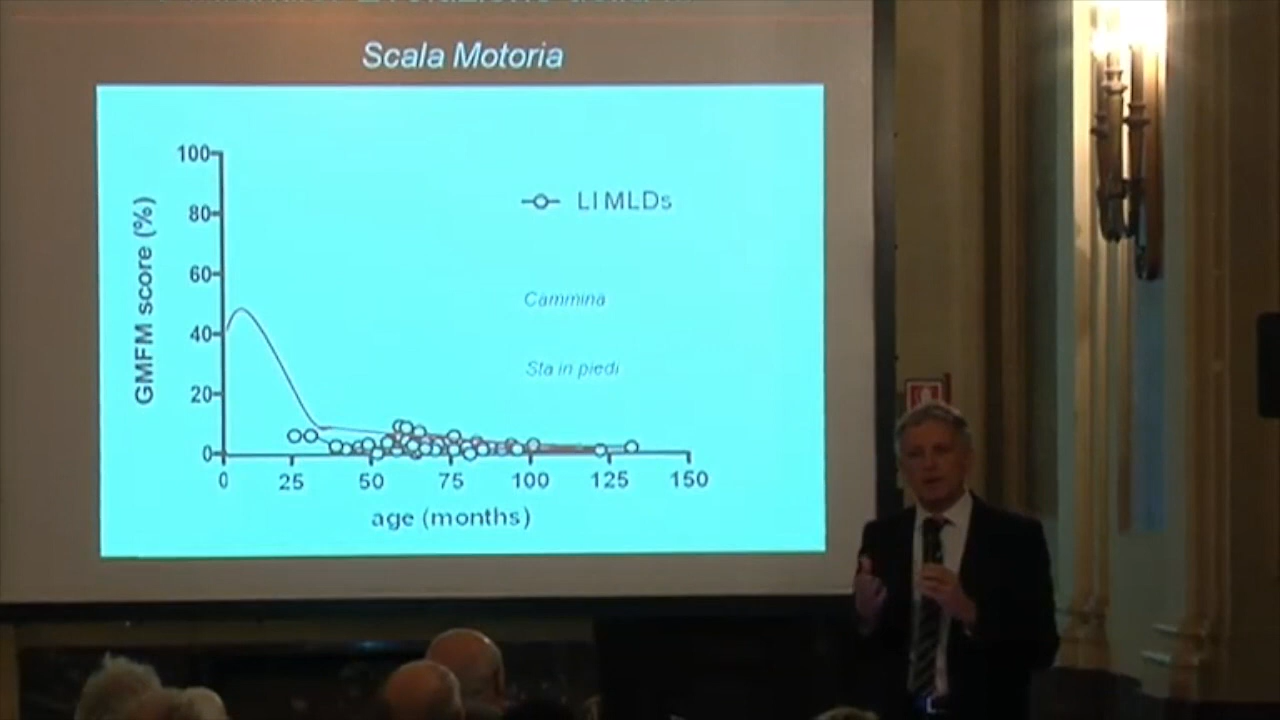 Scala Motoria
100
80
60
40
20
0
GMFM score (%)
LI MLDs
Cammina
Sta in piedi
0 25 50 75 100 125 150
age (months)